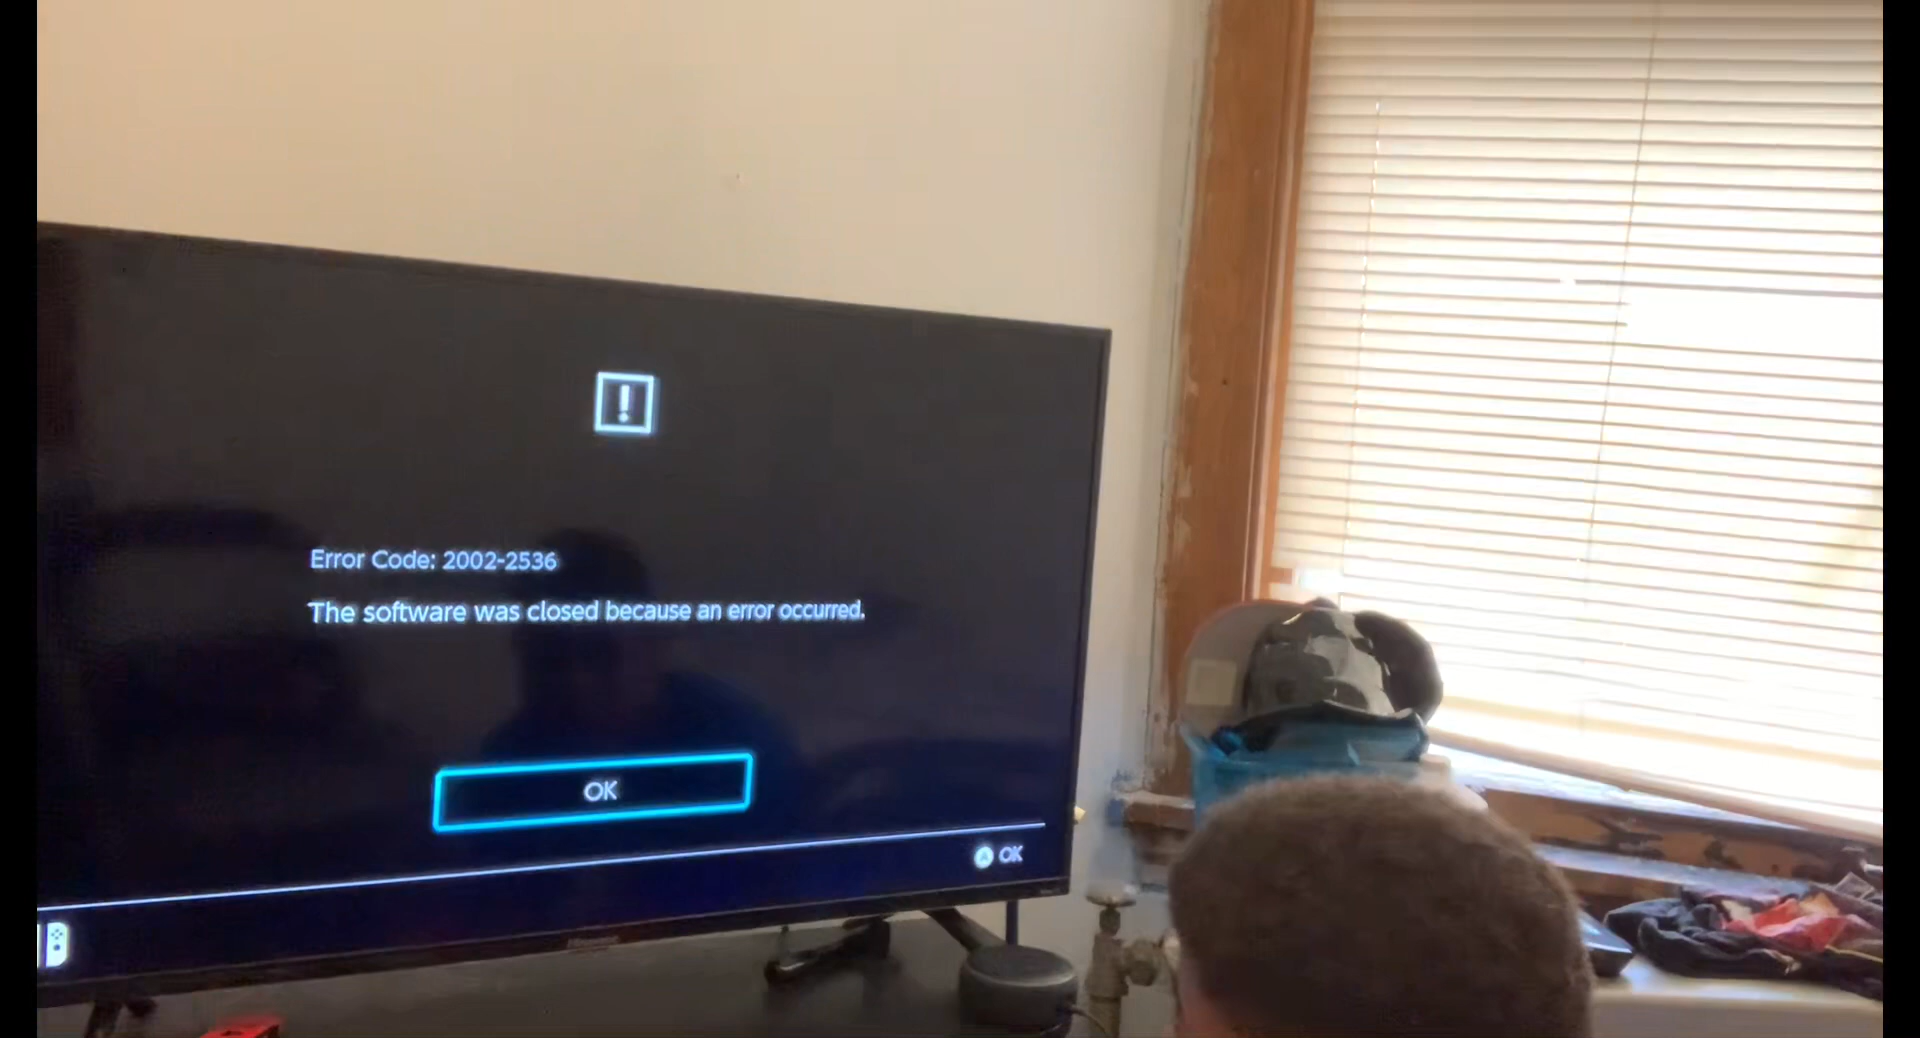 Error Code: 2002-2536
The software was closed because an error occurred.
OK
A OK